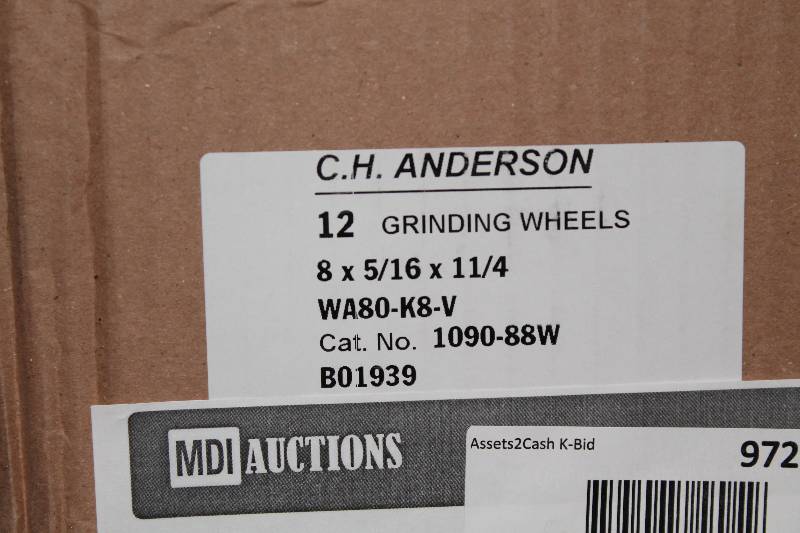 C.H. ANDERSON
12 GRINDING WHEELS
8 x 5/16 x 11/4
WA80-K8-V
Cat. No. 1090-88W
B01939
MDI AUCTIONS
Assets2Cash K-Bid
972